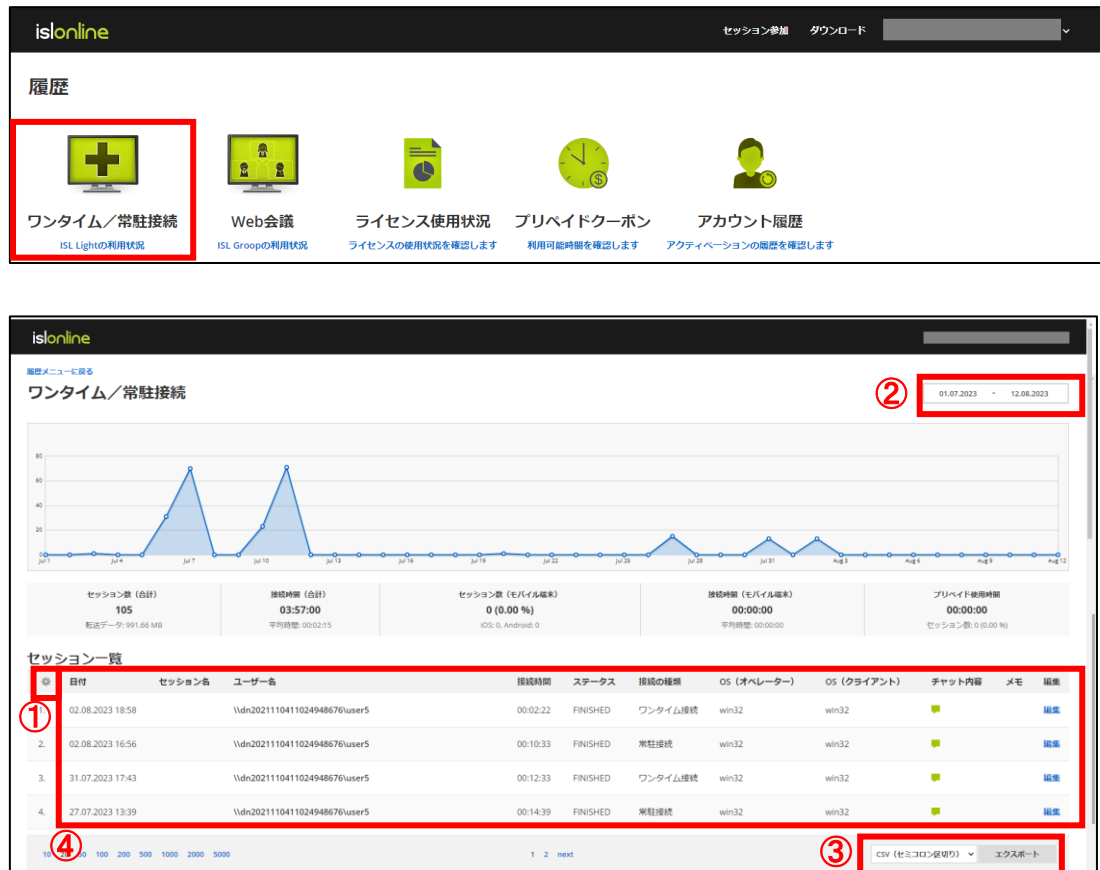 islonline
セッション参加 ダウンロード
履歴
ワンタイム／常駐接続 Web会議 ライセンス使用状況 プリペイドクーポン アカウント履歴
ISL Lightの利用状況 ISL Groopの利用状況 ライセンスの使用状況を確認します 利用可能時間を確認します アクティベーションの履歴を確認します
islonline
履歴メニューに戻る
ワンタイム／常駐接続
② 01.07.2023 - 12.08.2023
80
60
40
20
0
Jul 1 Jul 4 Jul 7 Jul 10 Jul 13 Jul 16 Jul 19 Jul 22 Jul 25 Jul 28 Jul 31 Aug 3 Aug 6 Aug 9 Aug 12
セッション数（合計） 接続時間（合計） セッション数（モバイル端末） 接続時間（モバイル端末） プリペイド使用時間
105 03:57:00 0 (0.00 %) 00:00:00 00:00:00
転送データ: 991.66 MB 平均時間: 00:02:15 iOS: 0, Android: 0 平均時間: 00:00:00 セッション数: 0 (0.00 %)
セッション一覧
日付 セッション名 ユーザー名 接続時間 ステータス 接続の種類 OS（オペレーター） OS（クライアント） チャット内容 メモ 編集
① 02.08.2023 18:58 \\dn2021110411024948676\user5 00:02:22 FINISHED ワンタイム接続 win32 win32 編集
2. 02.08.2023 16:56 \\dn2021110411024948676\user5 00:10:33 FINISHED 常駐接続 win32 win32 編集
3. 31.07.2023 17:43 \\dn2021110411024948676\user5 00:12:33 FINISHED ワンタイム接続 win32 win32 編集
4. 27.07.2023 13:39 \\dn2021110411024948676\user5 00:14:39 FINISHED 常駐接続 win32 win32 編集
10 ④ 100 200 500 1000 2000 5000 1 2 next ③ CSV（セミコロン区切り） エクスポート